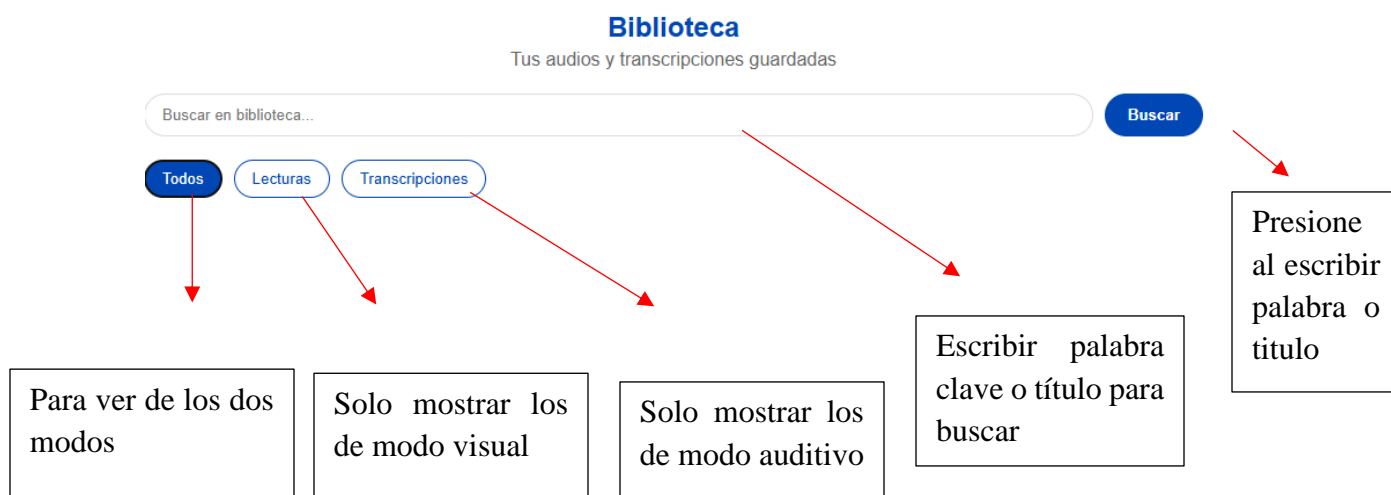 Biblioteca
Tus audios y transcripciones guardadas
Buscar en biblioteca...
Buscar
Todos
Lecturas
Transcripciones
Presione
al escribir
palabra o
titulo
Escribir palabra
clave o título para
buscar
Para ver de los dos
modos
Solo mostrar los
de modo visual
Solo mostrar los
de modo auditivo